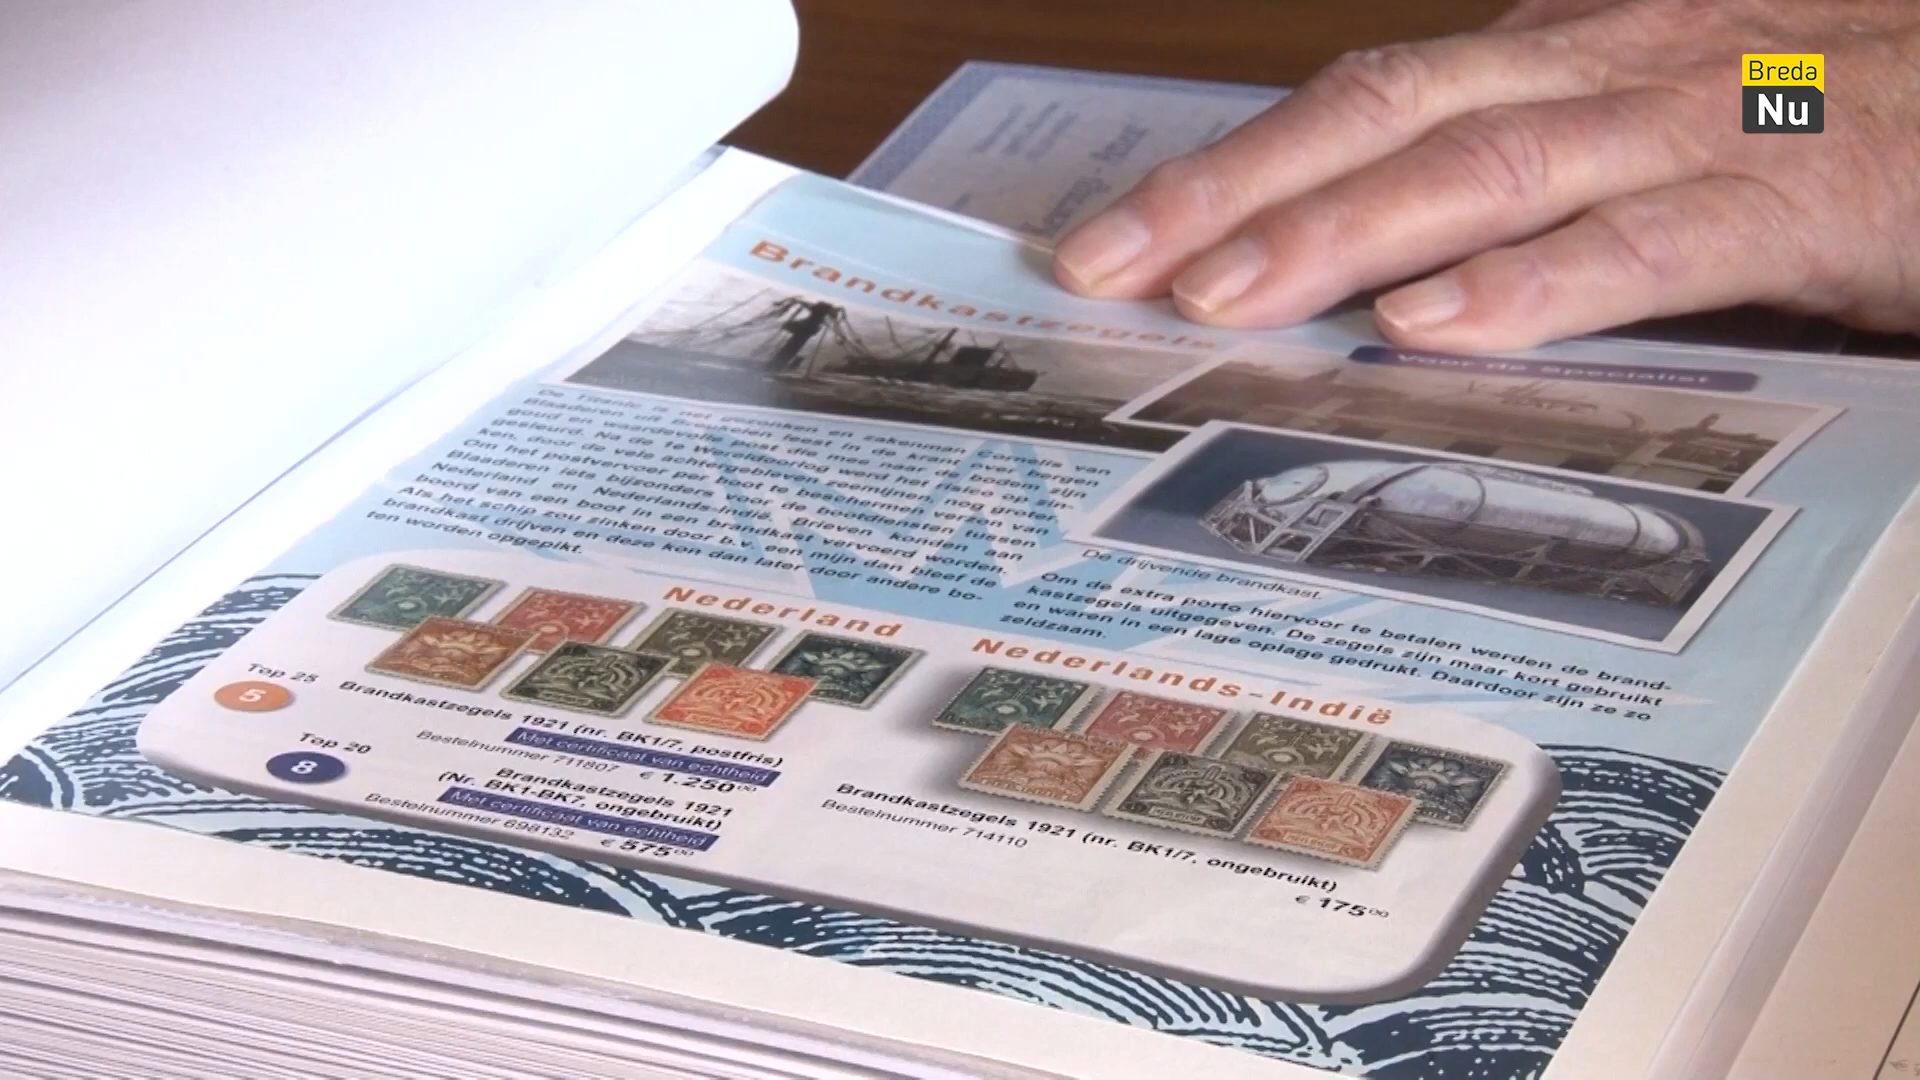 Breda
Nu
Brandkastzegels
Voor de Specialist
De Titanic is net gezonken en zakenman Cornelis van
Blaaderen uit Breukelen leest in de krant over bergen
goud en waardevolle post die mee naar de bodem zijn
gesleurd. Na de 1e Wereldoorlog werd het risico op zin-
ken, door de vele achtergebleven zeemijnen, nog groter.
Om het postvervoer per boot te beschermen verzon van
Blaaderen iets bijzonders voor de bootdiensten tussen
Nederland en Nederlands-Indië. Brieven konden aan
boord van een boot in een brandkast vervoerd worden.
Als het schip zou zinken door b.v. een mijn dan bleef de
brandkast drijven en deze kon dan later door andere bo-
ten worden opgepikt.
De drijvende brandkast.
Om de extra porto hiervoor te betalen werden de brand-
kastzegels uitgegeven. De zegels zijn maar kort gebruikt
en waren in een lage oplage gedrukt. Daardoor zijn ze zo
zeldzaam.
Nederland
Top 25
5
Brandkastzegels 1921 (nr. BK1/7, postfris)
Met certificaat van echtheid
Bestelnummer 711807 € 1.250⁰⁰
Top 20
8
Brandkastzegels 1921
(Nr. BK1-BK7, ongebruikt)
Met certificaat van echtheid
Bestelnummer 698132 € 575⁰⁰
Nederlands-Indië
Brandkastzegels 1921 (nr. BK1/7, ongebruikt)
Bestelnummer 714110
€ 175⁰⁰